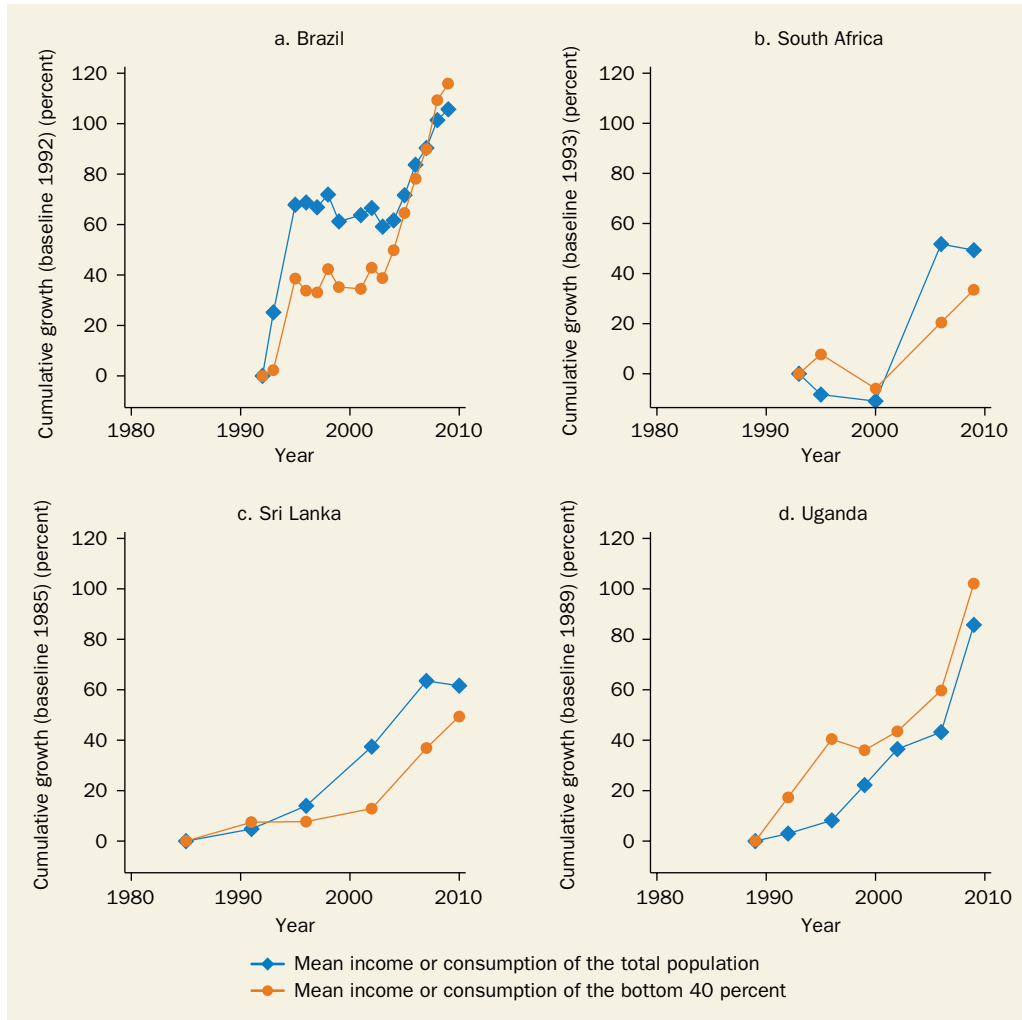 a. Brazil
Cumulative growth (baseline 1992) (percent)
120
100
80
60
40
20
0
1980 1990 2000 2010
Year
b. South Africa
Cumulative growth (baseline 1993) (percent)
120
100
80
60
40
20
0
1980 1990 2000 2010
Year
c. Sri Lanka
Cumulative growth (baseline 1985) (percent)
120
100
80
60
40
20
0
1980 1990 2000 2010
Year
d. Uganda
Cumulative growth (baseline 1989) (percent)
120
100
80
60
40
20
0
1980 1990 2000 2010
Year
Mean income or consumption of the total population
Mean income or consumption of the bottom 40 percent